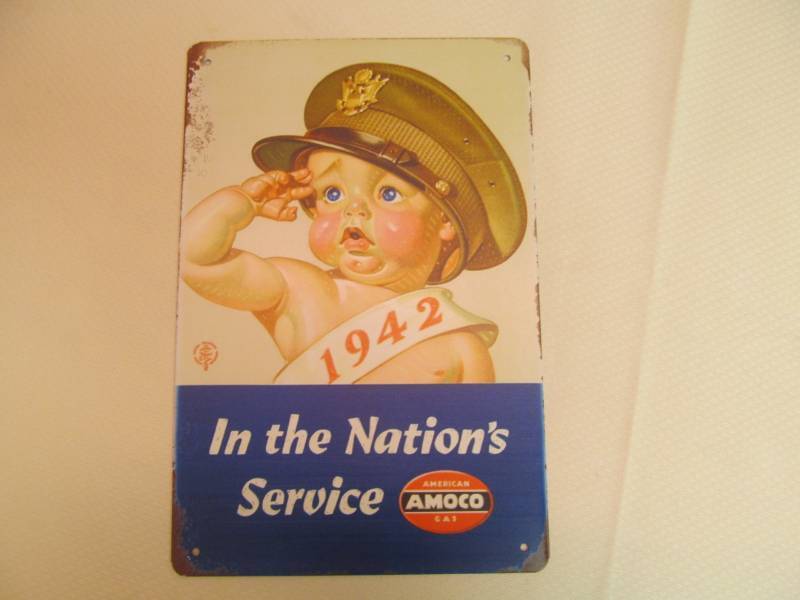 1942
In the Nation's
Service
AMERICAN
AMOCO
GAS